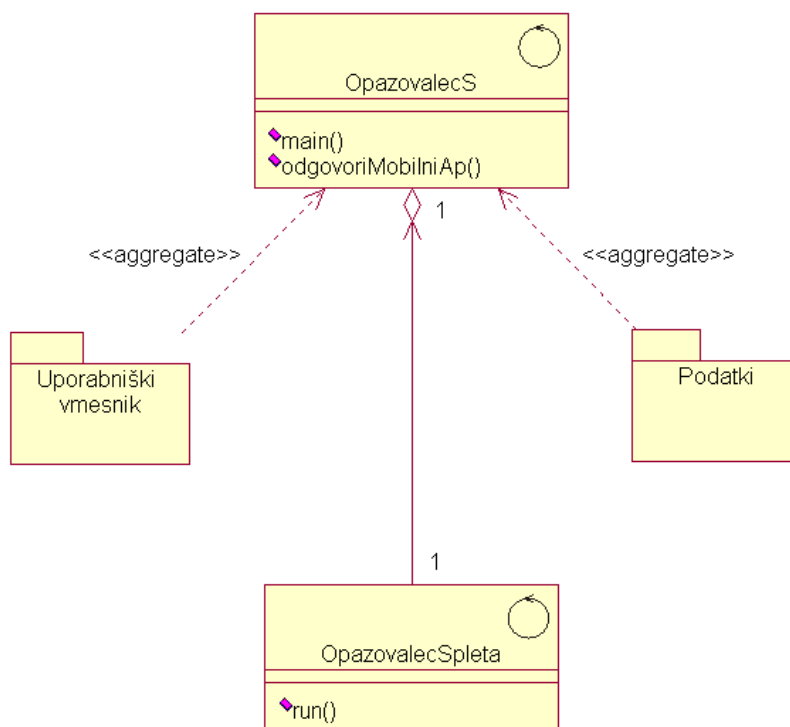 OpazovalecS
main()
odgovoriMobilniAp()
1
<<aggregate>>
<<aggregate>>
Uporabniški
vmesnik
Podatki
1
OpazovalecSpleta
run()